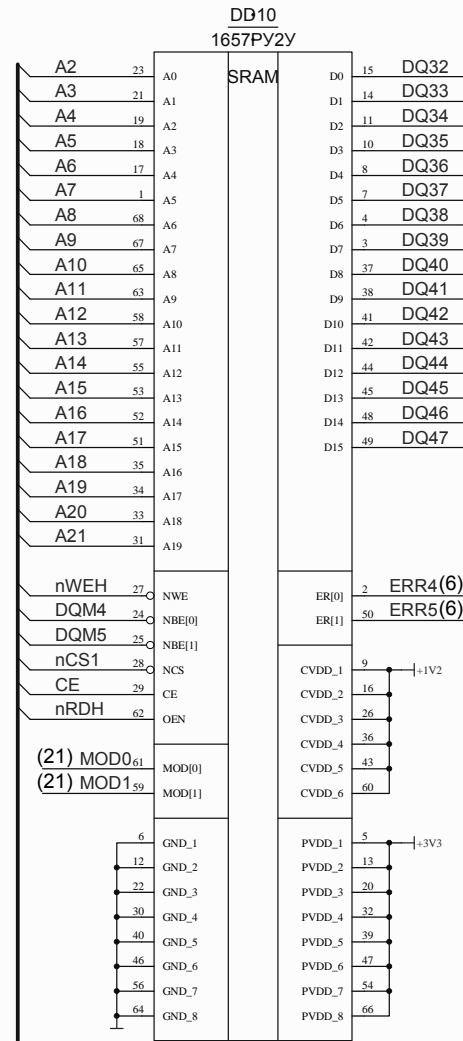 DD10
1657РУ2У
SRAM
A2 23 A0 D0 15 DQ32
A3 21 A1 D1 14 DQ33
A4 19 A2 D2 11 DQ34
A5 18 A3 D3 10 DQ35
A6 17 A4 D4 8 DQ36
A7 1 A5 D5 7 DQ37
A8 68 A6 D6 4 DQ38
A9 67 A7 D7 3 DQ39
A10 65 A8 D8 37 DQ40
A11 63 A9 D9 38 DQ41
A12 58 A10 D10 41 DQ42
A13 57 A11 D11 42 DQ43
A14 55 A12 D12 44 DQ44
A15 53 A13 D13 45 DQ45
A16 52 A14 D14 48 DQ46
A17 51 A15 D15 49 DQ47
A18 35 A16
A19 34 A17
A20 33 A18
A21 31 A19
nWEH 27 NWE ER[0] 2 ERR4(6)
DQM4 24 NBE[0] ER[1] 50 ERR5(6)
DQM5 25 NBE[1]
nCS1 28 NCS CVDD_1 9 +1V2
CE 29 CE CVDD_2 16
nRDH 62 OEN CVDD_3 26
CVDD_4 36
(21) MOD0 61 MOD[0] CVDD_5 43
(21) MOD1 59 MOD[1] CVDD_6 60
6 GND_1 PVDD_1 5 +3V3
12 GND_2 PVDD_2 13
22 GND_3 PVDD_3 20
30 GND_4 PVDD_4 32
40 GND_5 PVDD_5 39
46 GND_6 PVDD_6 47
56 GND_7 PVDD_7 54
64 GND_8 PVDD_8 66